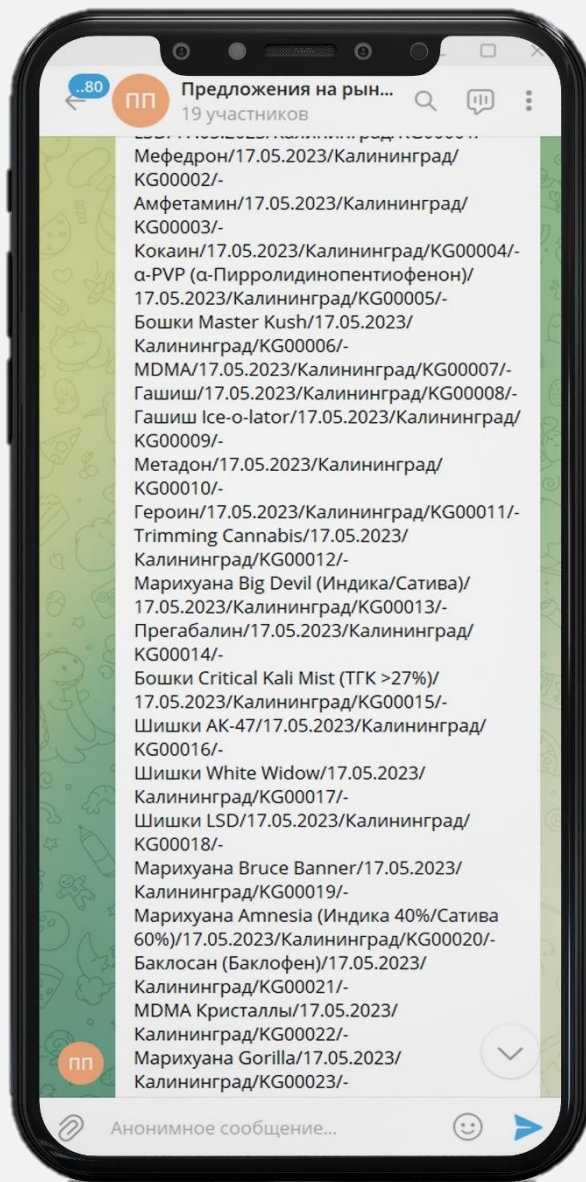 ..80
ПП
Предложения на рын...
19 участников
Мефедрон/17.05.2023/Калининград/
KG00002/-
Амфетамин/17.05.2023/Калининград/
KG00003/-
Кокаин/17.05.2023/Калининград/KG00004/-
α-PVP (α-Пирролидинопентиофенон)/
17.05.2023/Калининград/KG00005/-
Бошки Master Kush/17.05.2023/
Калининград/KG00006/-
MDMA/17.05.2023/Калининград/KG00007/-
Гашиш/17.05.2023/Калининград/KG00008/-
Гашиш Ice-o-lator/17.05.2023/Калининград/
KG00009/-
Метадон/17.05.2023/Калининград/
KG00010/-
Героин/17.05.2023/Калининград/KG00011/-
Trimming Cannabis/17.05.2023/
Калининград/KG00012/-
Марихуана Big Devil (Индика/Сатива)/
17.05.2023/Калининград/KG00013/-
Прегабалин/17.05.2023/Калининград/
KG00014/-
Бошки Critical Kali Mist (ТГК >27%)/
17.05.2023/Калининград/KG00015/-
Шишки АК-47/17.05.2023/Калининград/
KG00016/-
Шишки White Widow/17.05.2023/
Калининград/KG00017/-
Шишки LSD/17.05.2023/Калининград/
KG00018/-
Марихуана Bruce Banner/17.05.2023/
Калининград/KG00019/-
Марихуана Amnesia (Индика 40%/Сатива
60%)/17.05.2023/Калининград/KG00020/-
Баклосан (Баклофен)/17.05.2023/
Калининград/KG00021/-
MDMA Кристаллы/17.05.2023/
Калининград/KG00022/-
Марихуана Gorilla/17.05.2023/
Калининград/KG00023/-
ПП
Анонимное сообщение...